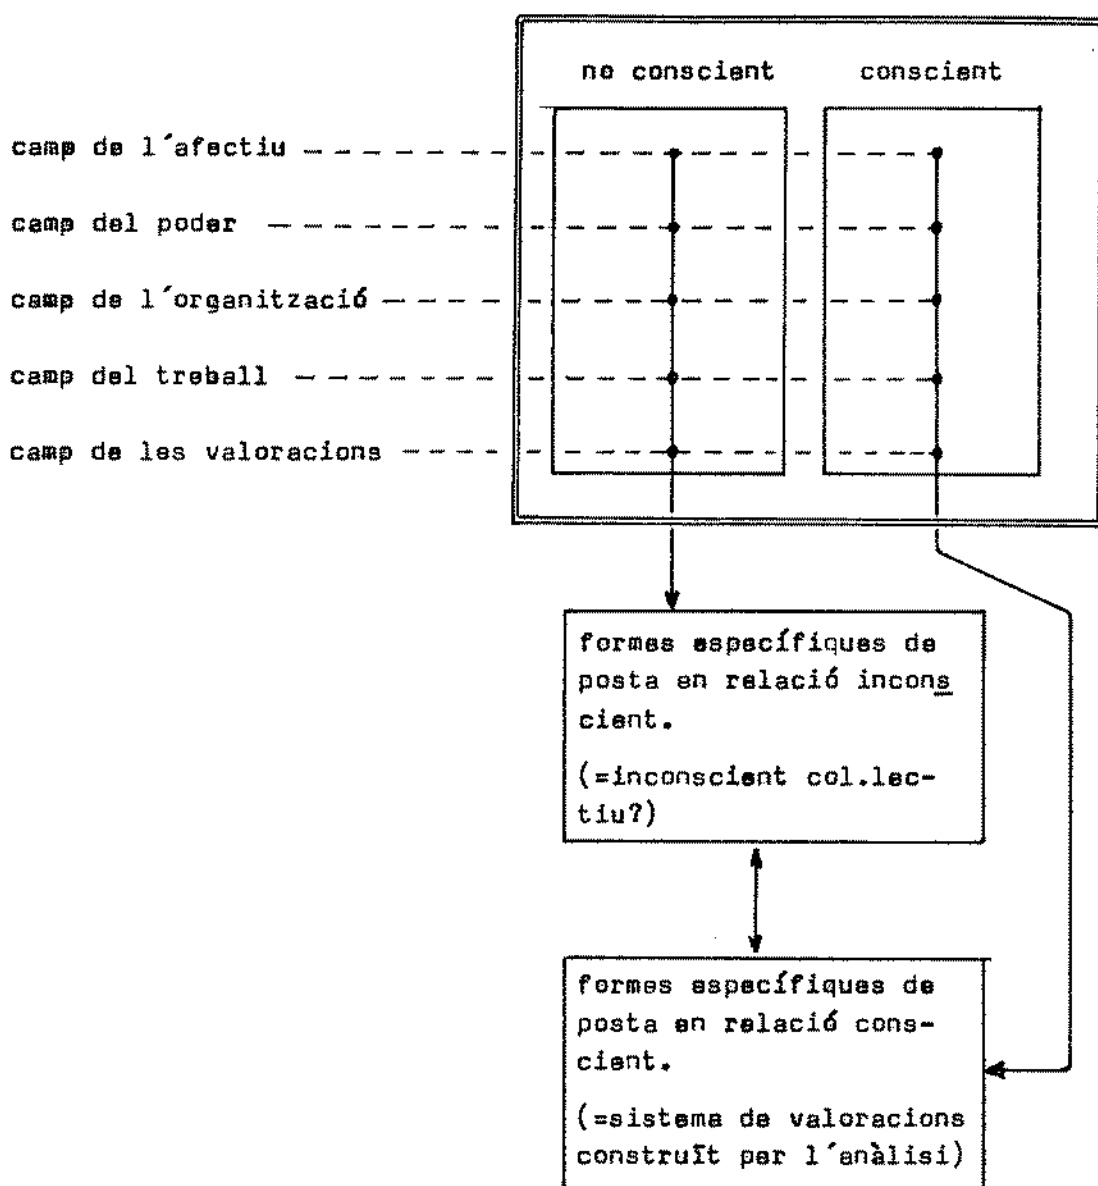 no conscient conscient
camp de l´afectiu
camp del poder
camp de l´organització
camp del treball
camp de les valoracions
formes específiques de
posta en relació incons
cient.
(=inconscient col.lec-
tiu?)
formes específiques de
posta en relació cons-
cient.
(=sistema de valoracions
construït per l´anàlisi)